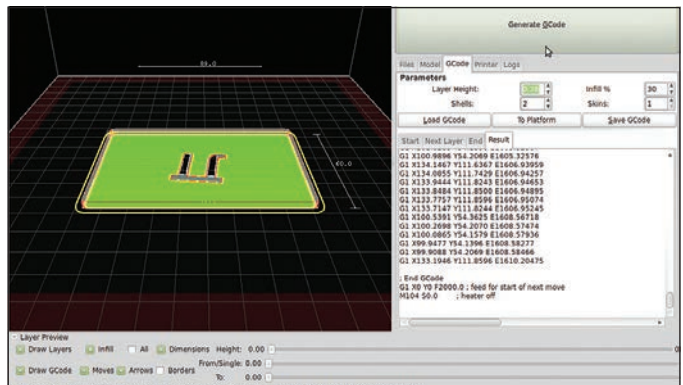 Generate GCode
Files Model GCode Printer Logs
Parameters
Layer Height: Infill % 30
Shells: 2 Skins: 1
Load GCode To Platform Save GCode
Start Next Layer End Result
G1 X100.9896 Y54.2069 E1605.32576
G1 X134.1467 Y111.6367 E1606.93959
G1 X134.0855 Y111.7429 E1606.94257
G1 X133.9444 Y111.8243 E1606.94653
G1 X133.8484 Y111.8500 E1606.94895
G1 X133.7757 Y111.8596 E1606.95074
G1 X133.7147 Y111.8244 E1606.95245
G1 X100.5391 Y54.3625 E1608.56718
G1 X100.2698 Y54.2070 E1608.57474
G1 X100.0865 Y54.1579 E1608.57936
G1 X99.9477 Y54.1396 E1608.58277
G1 X99.9088 Y54.2069 E1608.58466
G1 X133.1946 Y111.8596 E1610.20475
; End GCode
G1 X0 Y0 F2000.0 ; feed for start of next move
M104 S0.0 ; heater off
80.0
60.0
- Layer Preview
Draw Layers Infill All Dimensions Height: 0.00
From/Single: 0.00
Draw GCode Moves Arrows Borders
To: 0.00